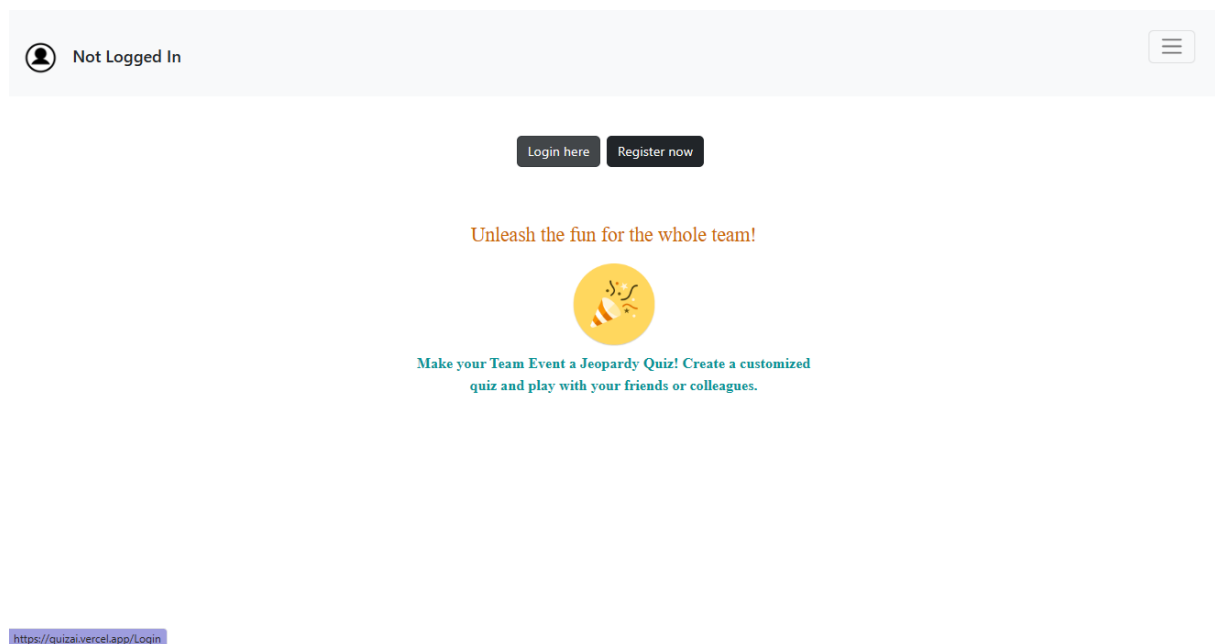 Not Logged In
Login here
Register now
Unleash the fun for the whole team!
Make your Team Event a Jeopardy Quiz! Create a customized
quiz and play with your friends or colleagues.
https://quizai.vercel.app/Login